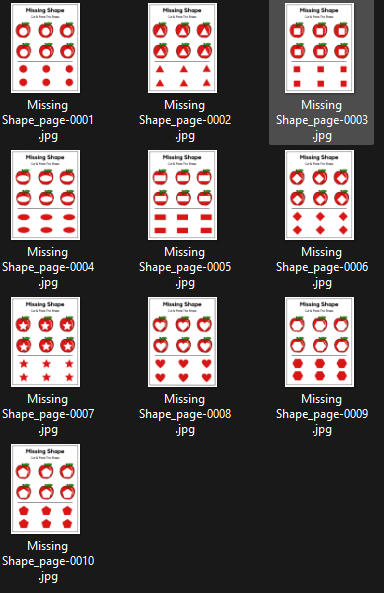 Missing Shape
Cut & Paste The Shape
Missing Shape
Cut & Paste The Shape
Missing Shape
Cut & Paste The Shape
Missing
Shape_page-0001
.jpg
Missing
Shape_page-0002
.jpg
Missing
Shape_page-0003
.jpg
Missing Shape
Cut & Paste The Shape
Missing Shape
Cut & Paste The Shape
Missing Shape
Cut & Paste The Shape
Missing
Shape_page-0004
.jpg
Missing
Shape_page-0005
.jpg
Missing
Shape_page-0006
.jpg
Missing Shape
Cut & Paste The Shape
Missing Shape
Cut & Paste The Shape
Missing Shape
Cut & Paste The Shape
Missing
Shape_page-0007
.jpg
Missing
Shape_page-0008
.jpg
Missing
Shape_page-0009
.jpg
Missing Shape
Cut & Paste The Shape
Missing
Shape_page-0010
.jpg